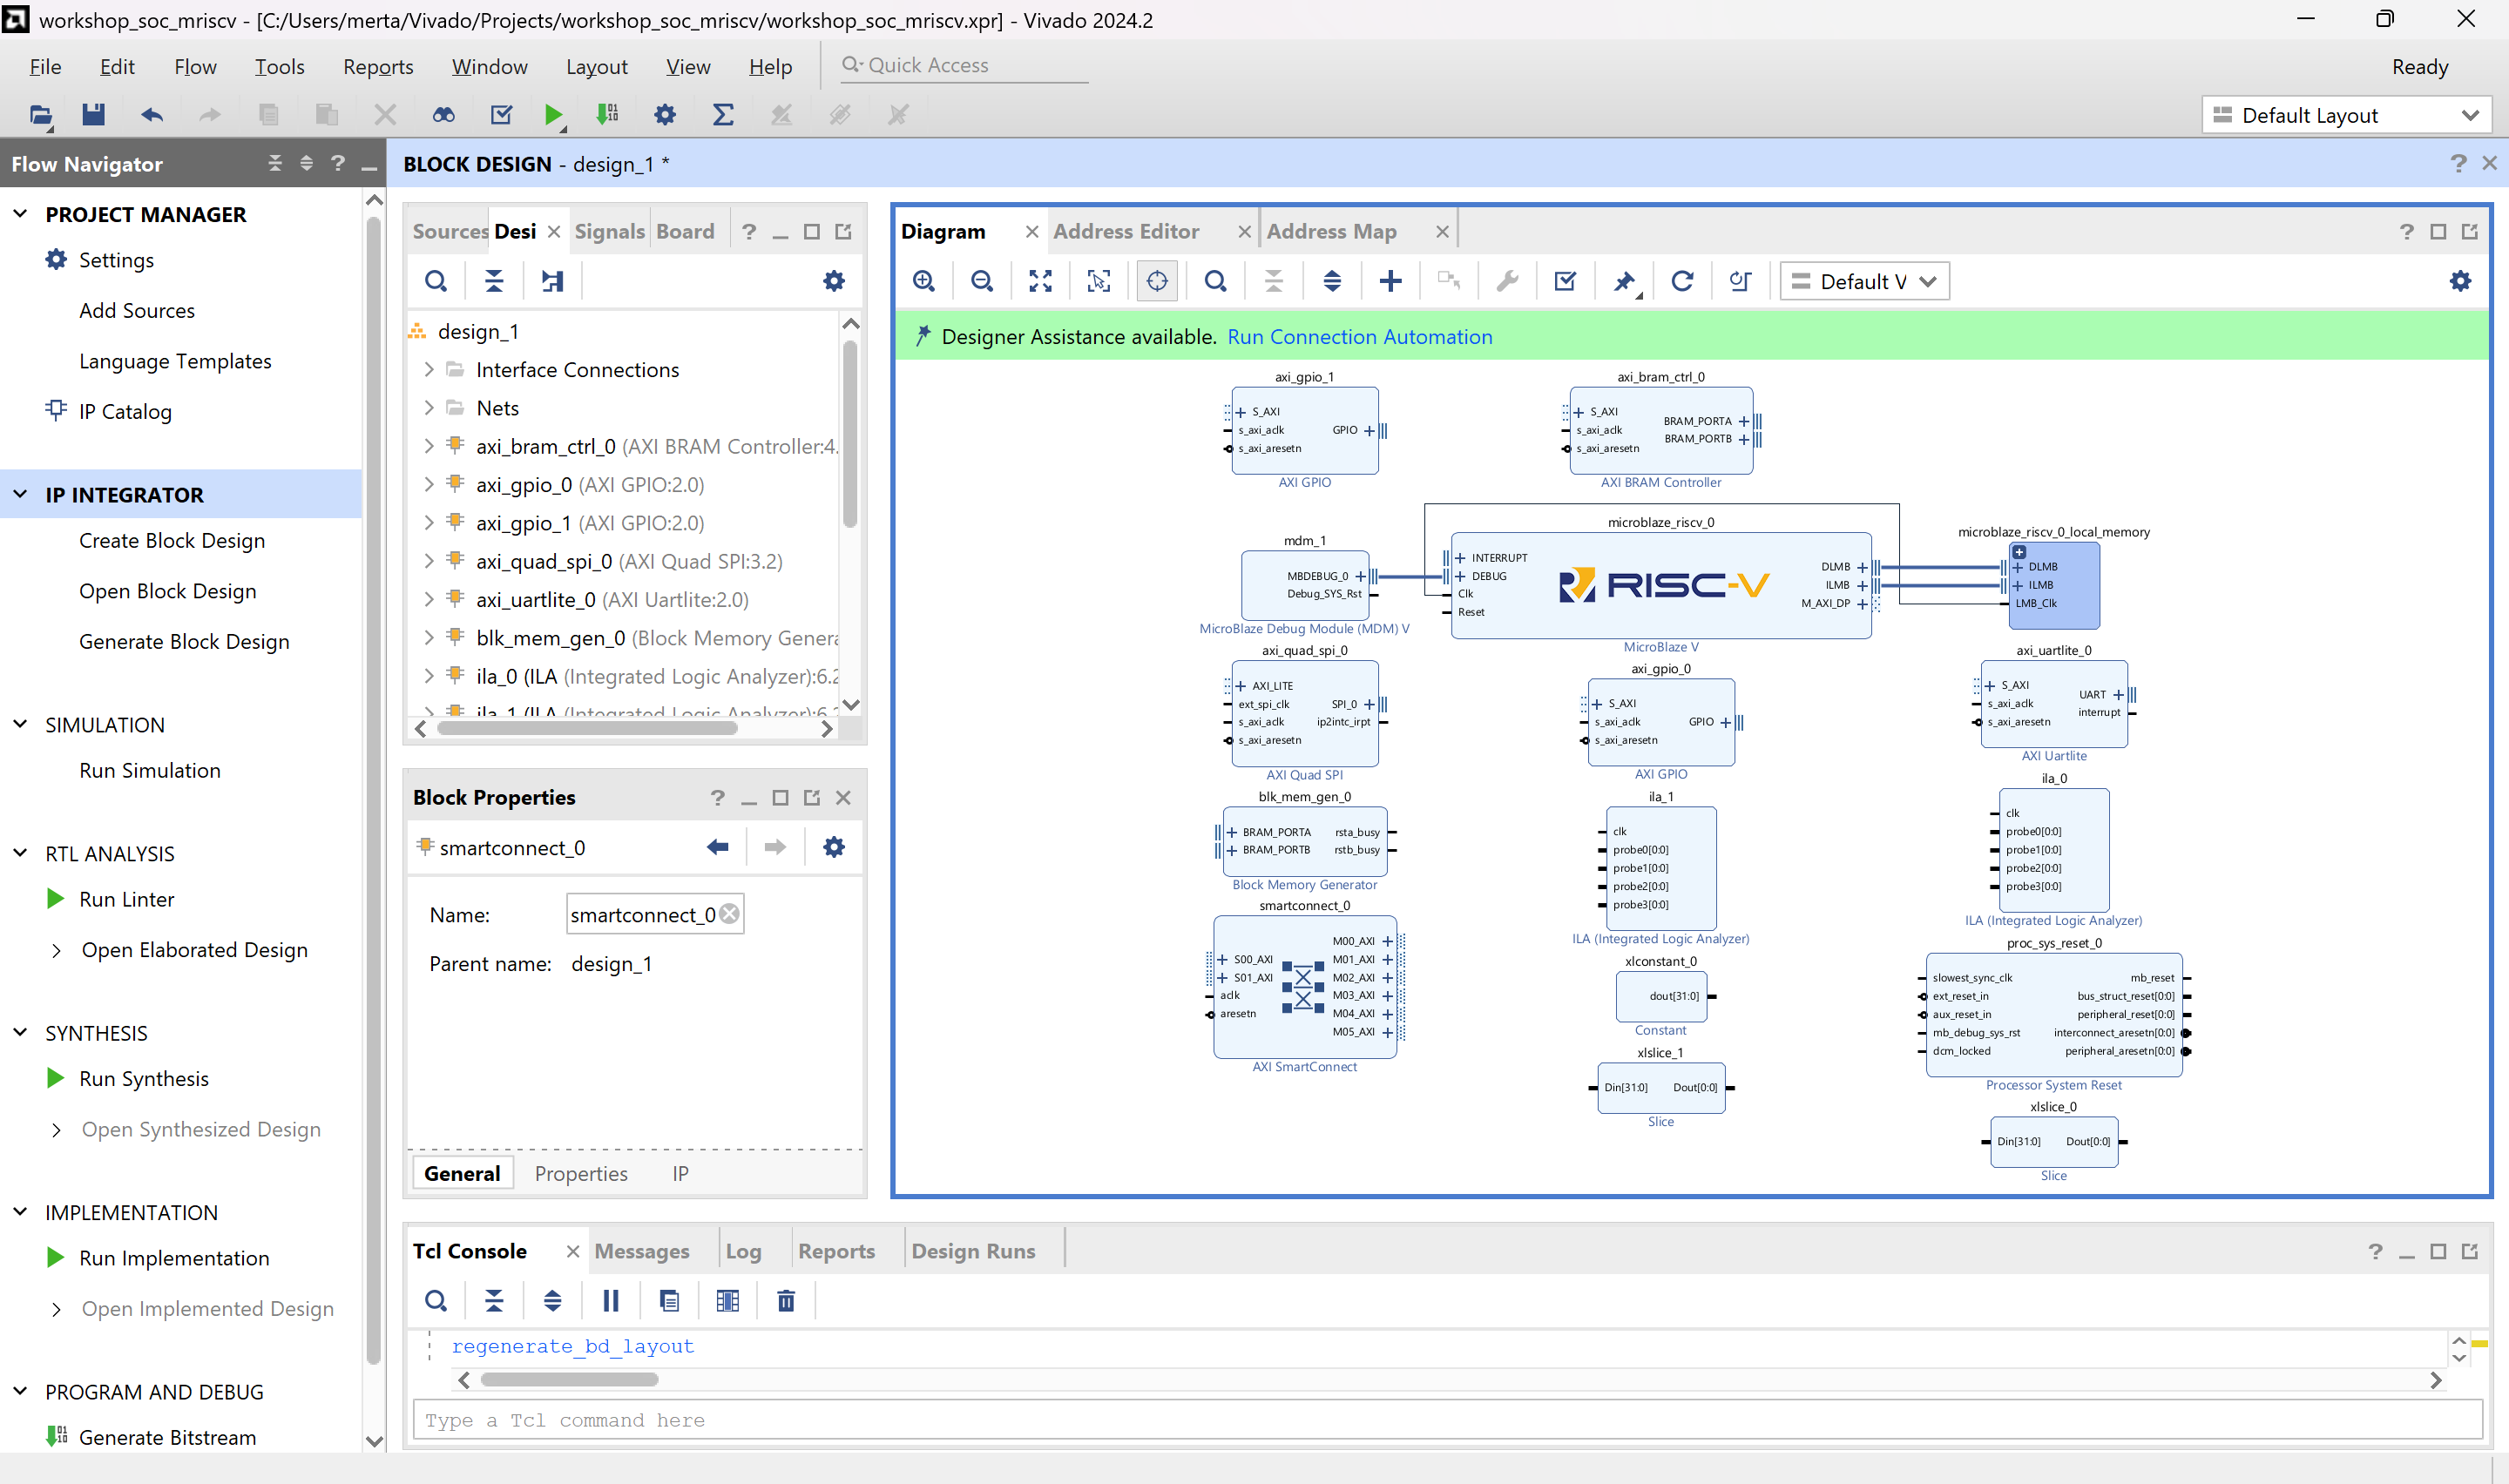 workshop_soc_mriscv - [C:/Users/merta/Vivado/Projects/workshop_soc_mriscv/workshop_soc_mriscv.xpr] - Vivado 2024.2
File Edit Flow Tools Reports Window Layout View Help Quick Access Ready
Default Layout
Flow Navigator
PROJECT MANAGER
Settings
Add Sources
Language Templates
IP Catalog
IP INTEGRATOR
Create Block Design
Open Block Design
Generate Block Design
SIMULATION
Run Simulation
RTL ANALYSIS
Run Linter
Open Elaborated Design
SYNTHESIS
Run Synthesis
Open Synthesized Design
IMPLEMENTATION
Run Implementation
Open Implemented Design
PROGRAM AND DEBUG
Generate Bitstream
BLOCK DESIGN - design_1 *
Sources Desi Signals Board
design_1
Interface Connections
Nets
axi_bram_ctrl_0 (AXI BRAM Controller:4.
axi_gpio_0 (AXI GPIO:2.0)
axi_gpio_1 (AXI GPIO:2.0)
axi_quad_spi_0 (AXI Quad SPI:3.2)
axi_uartlite_0 (AXI Uartlite:2.0)
blk_mem_gen_0 (Block Memory Genera
ila_0 (ILA (Integrated Logic Analyzer):6.2
ila_1 (ILA (Integrated Logic Analyzer):6.2
Block Properties
smartconnect_0
Name: smartconnect_0
Parent name: design_1
General Properties IP
Diagram Address Editor Address Map
Default V
Designer Assistance available. Run Connection Automation
axi_gpio_1
S_AXI
s_axi_aclk GPIO
s_axi_aresetn
AXI GPIO
axi_bram_ctrl_0
S_AXI
s_axi_aclk
s_axi_aresetn
BRAM_PORTA
BRAM_PORTB
AXI BRAM Controller
mdm_1
MBDEBUG_0
Debug_SYS_Rst
MicroBlaze Debug Module (MDM) V
microblaze_riscv_0
INTERRUPT
DEBUG
Clk
Reset
RISC-V
DLMB
ILMB
M_AXI_DP
MicroBlaze V
microblaze_riscv_0_local_memory
DLMB
ILMB
LMB_Clk
axi_quad_spi_0
AXI_LITE
ext_spi_clk
s_axi_aclk
s_axi_aresetn
SPI_0
ip2intc_irpt
AXI Quad SPI
axi_gpio_0
S_AXI
s_axi_aclk GPIO
s_axi_aresetn
AXI GPIO
axi_uartlite_0
S_AXI
s_axi_aclk
s_axi_aresetn
UART
interrupt
AXI Uartlite
blk_mem_gen_0
BRAM_PORTA rsta_busy
BRAM_PORTB rstb_busy
Block Memory Generator
ila_1
clk
probe0[0:0]
probe1[0:0]
probe2[0:0]
probe3[0:0]
ILA (Integrated Logic Analyzer)
ila_0
clk
probe0[0:0]
probe1[0:0]
probe2[0:0]
probe3[0:0]
ILA (Integrated Logic Analyzer)
smartconnect_0
S00_AXI
S01_AXI
aclk
aresetn
M00_AXI
M01_AXI
M02_AXI
M03_AXI
M04_AXI
M05_AXI
AXI SmartConnect
xlconstant_0
dout[31:0]
Constant
xlslice_1
Din[31:0] Dout[0:0]
Slice
proc_sys_reset_0
slowest_sync_clk mb_reset
ext_reset_in bus_struct_reset[0:0]
aux_reset_in peripheral_reset[0:0]
mb_debug_sys_rst interconnect_aresetn[0:0]
dcm_locked peripheral_aresetn[0:0]
Processor System Reset
xlslice_0
Din[31:0] Dout[0:0]
Slice
Tcl Console Messages Log Reports Design Runs
regenerate_bd_layout
Type a Tcl command here